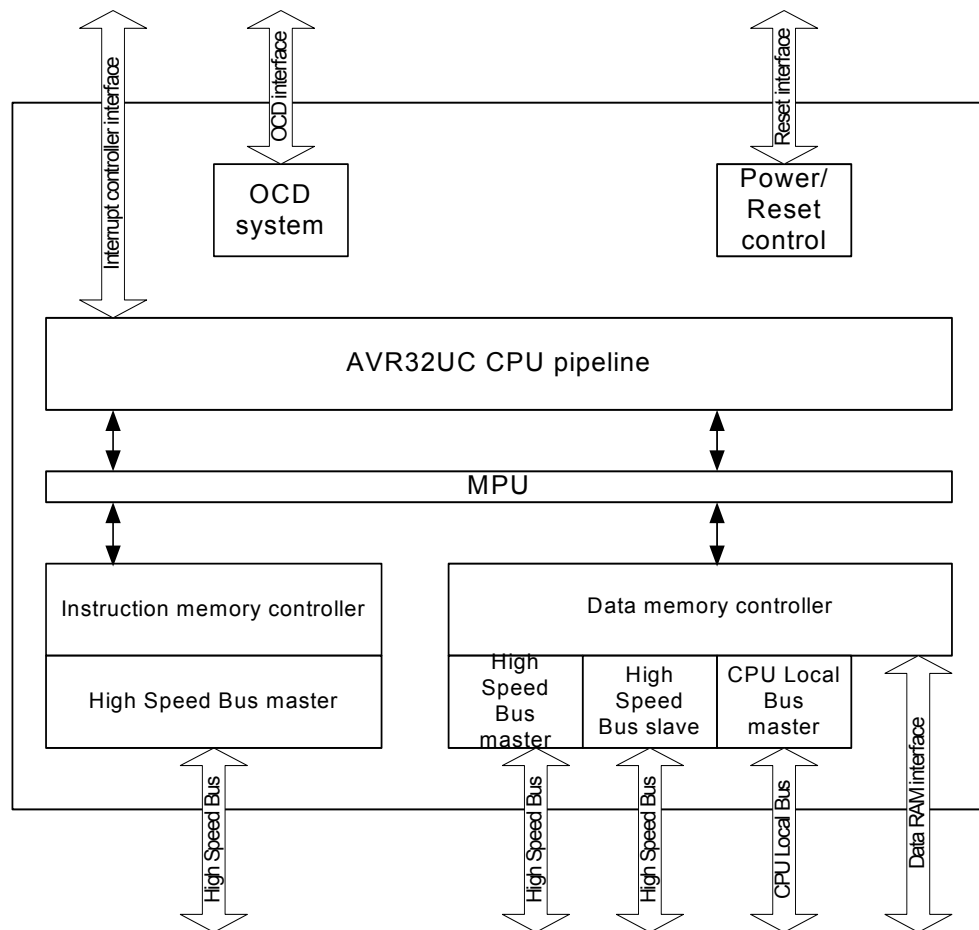 Interrupt controller interface
OCD interface
Reset interface
OCD
system
Power/
Reset
control
AVR32UC CPU pipeline
MPU
Instruction memory controller
High Speed Bus master
Data memory controller
High
Speed
Bus
master
High
Speed
Bus slave
CPU Local
Bus
master
High Speed Bus
High Speed Bus
High Speed Bus
CPU Local Bus
Data RAM interface